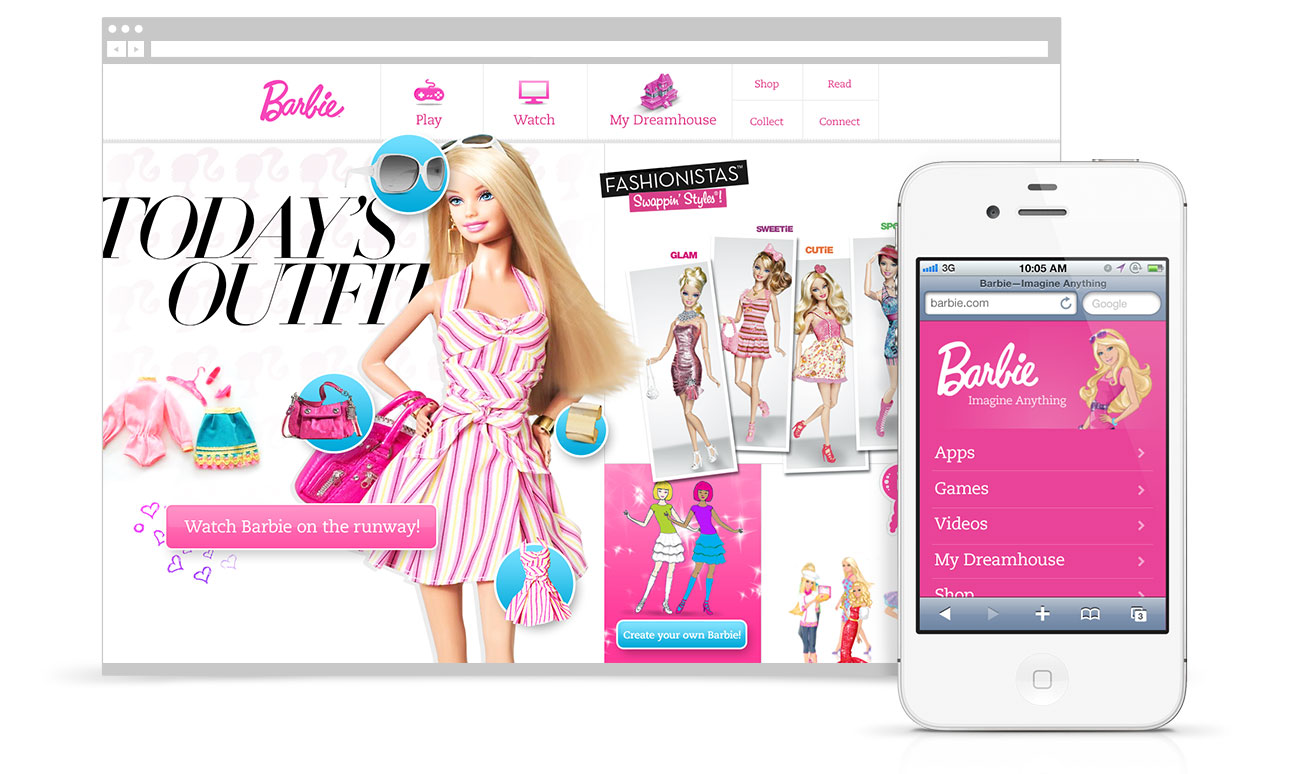 Barbie
Play
Watch
My Dreamhouse
Shop
Read
Collect
Connect
TODAY'S
OUTFIT
Watch Barbie on the runway!
FASHIONISTAS™
Swappin' Styles®!
GLAM
SWEETiE
CUTiE
SPO
Create your own Barbie!
3G
10:05 AM
Barbie—Imagine Anything
barbie.com
Google
Barbie
Imagine Anything
Apps
Games
Videos
My Dreamhouse
Shop
3